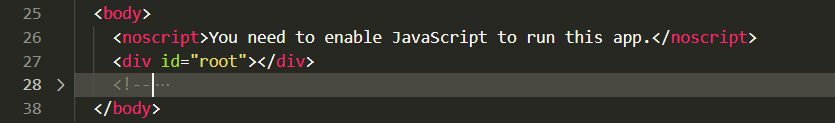 25 <body>
26 <noscript>You need to enable JavaScript to run this app.</noscript>
27 <div id="root"></div>
28 > <!--…
38 </body>